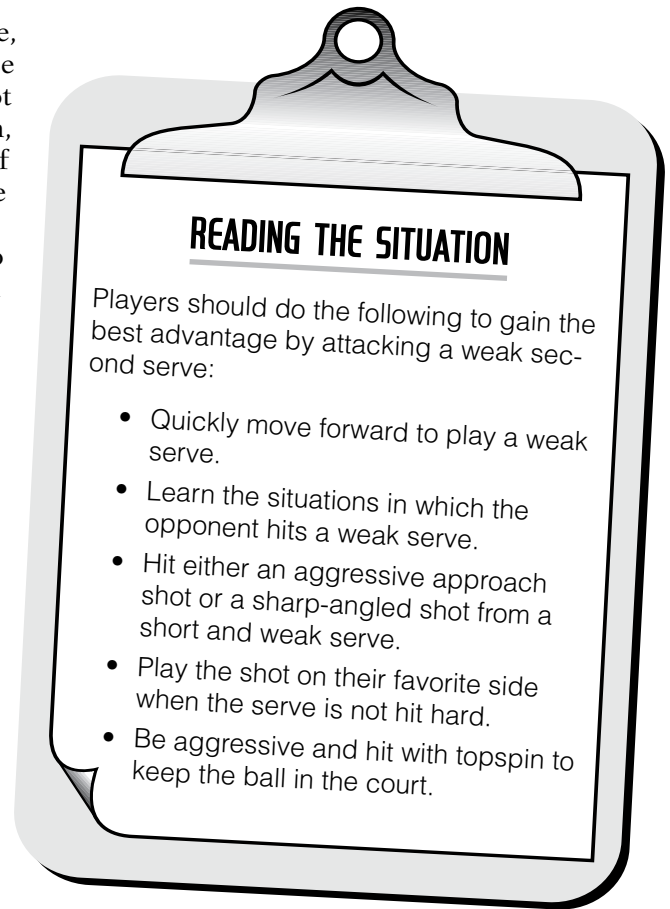 e,
e
ot
n,
f
e
o
READING THE SITUATION
Players should do the following to gain the
best advantage by attacking a weak sec-
ond serve:
• Quickly move forward to play a weak
serve.
• Learn the situations in which the
opponent hits a weak serve.
• Hit either an aggressive approach
shot or a sharp-angled shot from a
short and weak serve.
• Play the shot on their favorite side
when the serve is not hit hard.
• Be aggressive and hit with topspin to
keep the ball in the court.